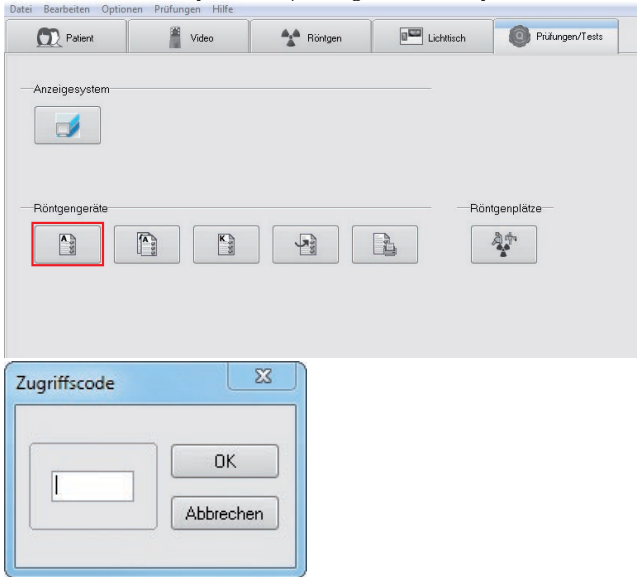 Datei Bearbeiten Optionen Prüfungen Hilfe
Patient Video Röntgen Lichttisch Prüfungen/Tests
Anzeigesystem
Röntgengeräte Röntgenplätze
A A K
Zugriffscode
OK
Abbrechen